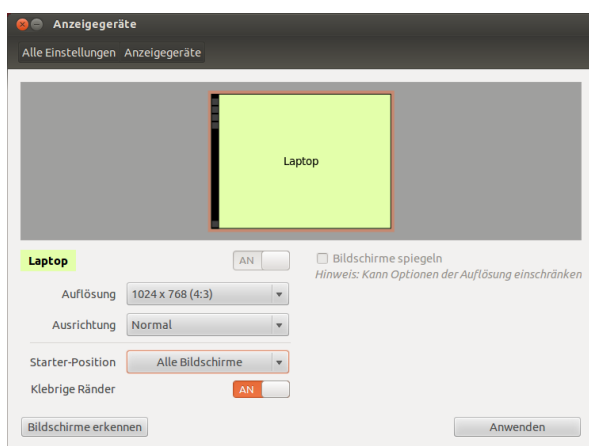 Anzeigegeräte
Alle Einstellungen Anzeigegeräte
Laptop
Laptop
AN
Bildschirme spiegeln
Hinweis: Kann Optionen der Auflösung einschränken
Auflösung
1024 x 768 (4:3)
Ausrichtung
Normal
Starter-Position
Alle Bildschirme
Klebrige Ränder
AN
Bildschirme erkennen
Anwenden